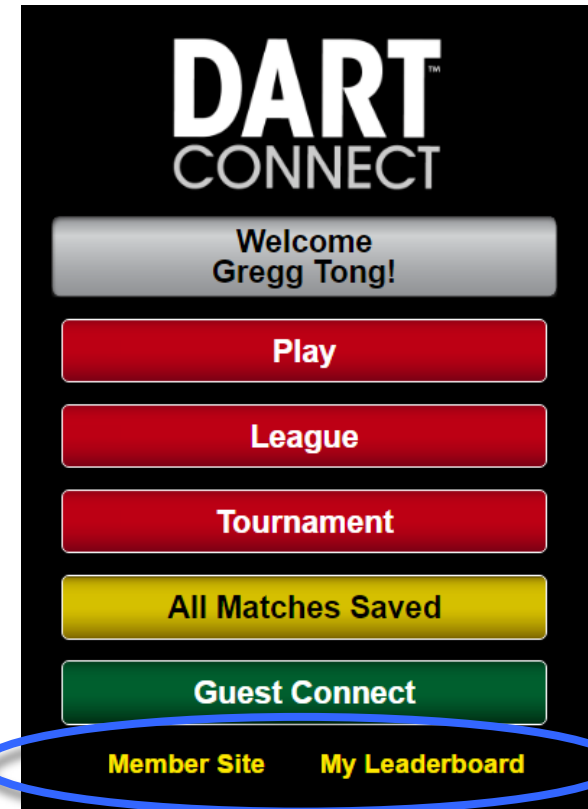 DART™
CONNECT
Welcome
Gregg Tong!
Play
League
Tournament
All Matches Saved
Guest Connect
Member Site My Leaderboard